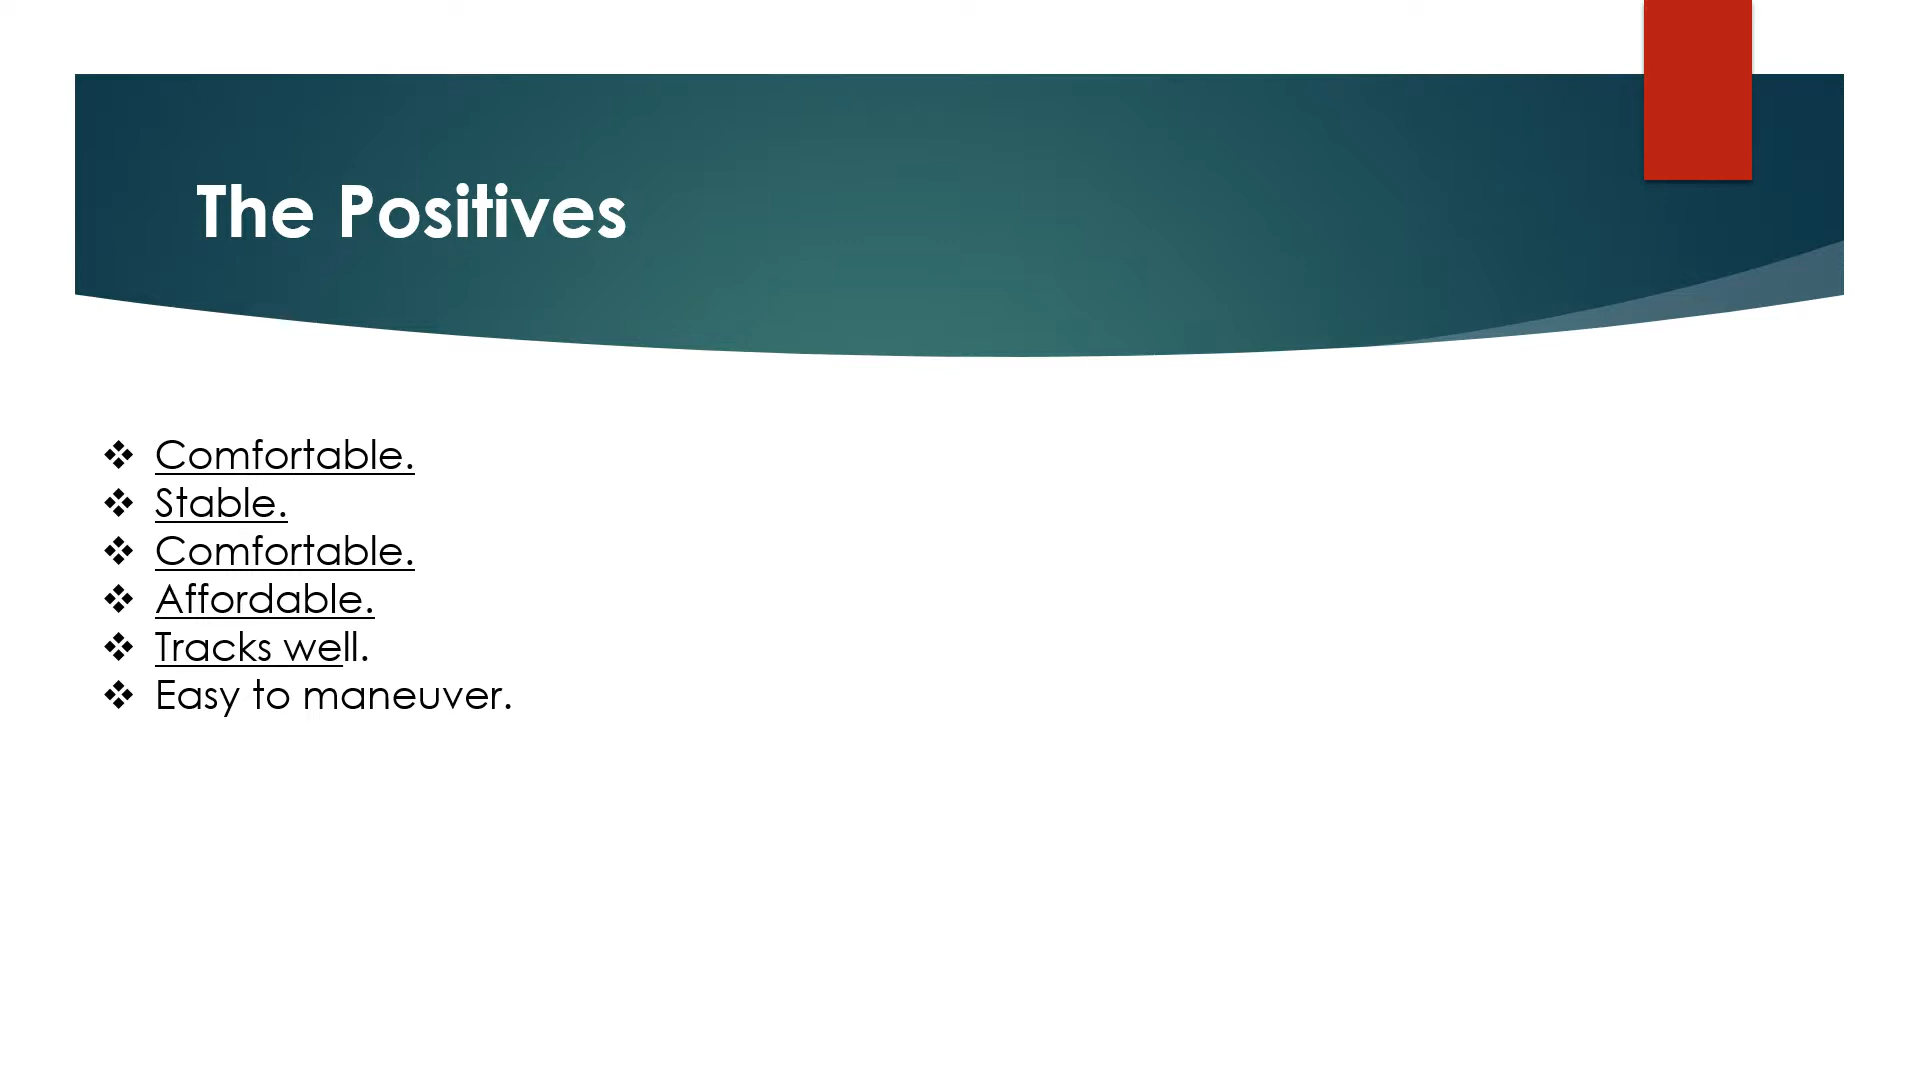 The Positives
❖ Comfortable.
❖ Stable.
❖ Comfortable.
❖ Affordable.
❖ Tracks well.
❖ Easy to maneuver.